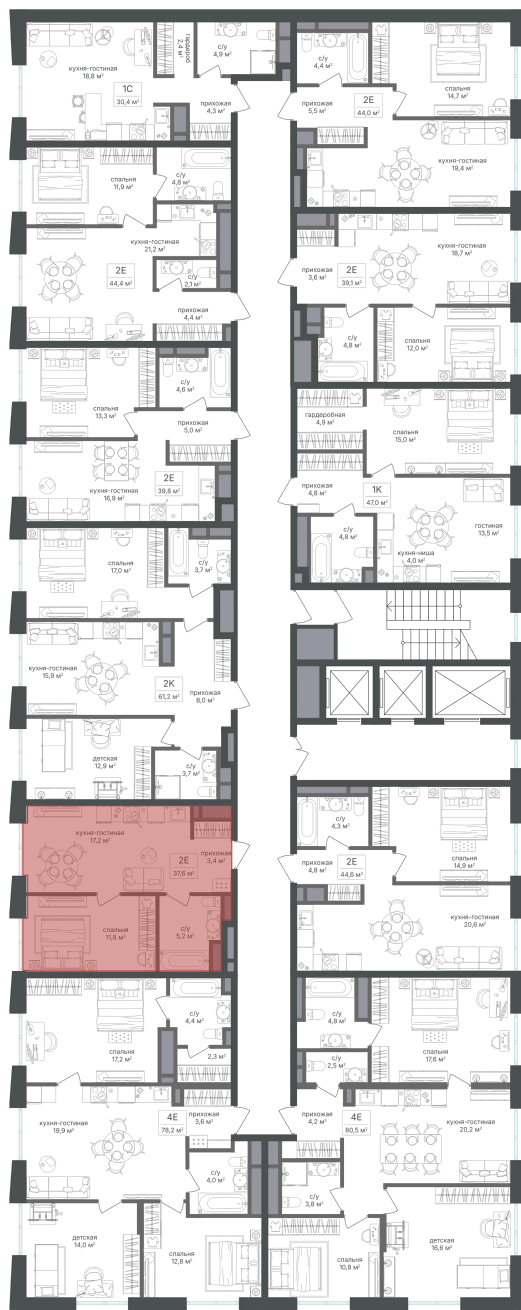 кухня-гостиная
18,8 м²
гардероб
2,4 м²
с/у
4,9 м²
1С
30,4 м²
прихожая
4,3 м²
с/у
4,4 м²
спальня
14,7 м²
прихожая
5,5 м²
2Е
44,0 м²
кухня-гостиная
19,4 м²
спальня
11,9 м²
с/у
4,8 м²
кухня-гостиная
21,2 м²
2Е
44,4 м²
с/у
2,1 м²
прихожая
4,4 м²
прихожая
3,6 м²
2Е
39,1 м²
кухня-гостиная
18,7 м²
с/у
4,8 м²
спальня
12,0 м²
спальня
13,3 м²
с/у
4,6 м²
прихожая
5,0 м²
кухня-гостиная
16,9 м²
2Е
39,8 м²
гардеробная
4,9 м²
спальня
15,0 м²
прихожая
4,8 м²
1К
47,0 м²
гостиная
13,5 м²
с/у
4,8 м²
кухня-ниша
4,0 м²
спальня
17,0 м²
с/у
3,7 м²
кухня-гостиная
15,9 м²
2К
61,2 м²
прихожая
8,0 м²
детская
12,9 м²
с/у
3,7 м²
кухня-гостиная
17,2 м²
2Е
37,6 м²
прихожая
3,4 м²
спальня
11,8 м²
с/у
5,2 м²
с/у
4,3 м²
спальня
14,9 м²
прихожая
4,8 м²
2Е
44,6 м²
кухня-гостиная
20,6 м²
спальня
17,2 м²
с/у
4,4 м²
2,3 м²
с/у
4,8 м²
с/у
2,5 м²
спальня
17,6 м²
кухня-гостиная
19,9 м²
4Е
78,2 м²
3,6 м²
с/у
4,0 м²
детская
14,0 м²
спальня
12,8 м²
прихожая
4,2 м²
4Е
80,5 м²
кухня-гостиная
20,2 м²
с/у
3,8 м²
спальня
10,8 м²
детская
16,6 м²